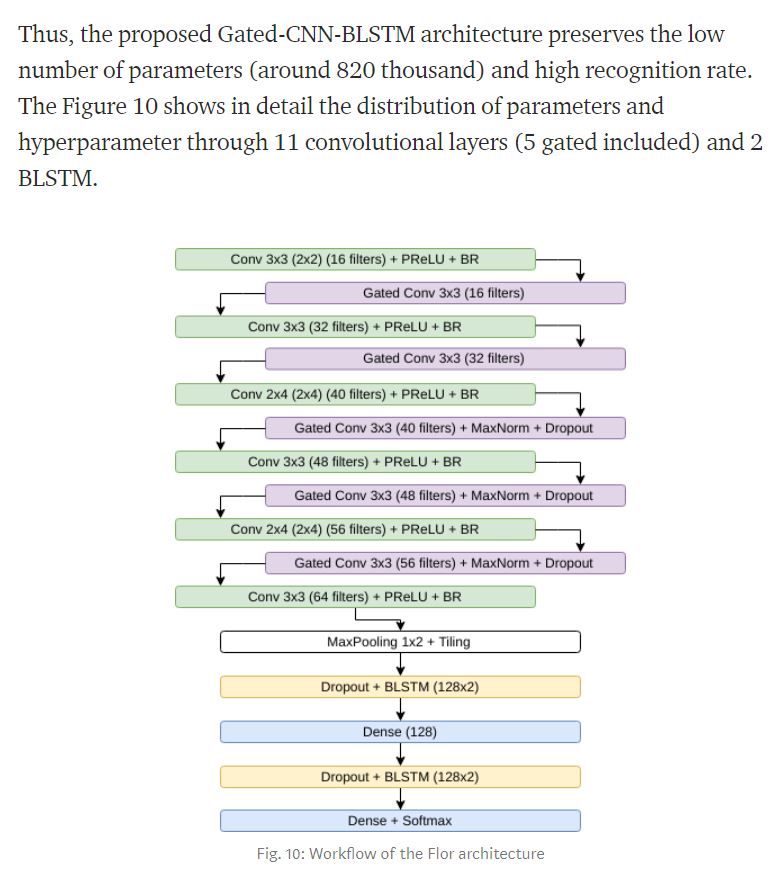 Thus, the proposed Gated-CNN-BLSTM architecture preserves the low
number of parameters (around 820 thousand) and high recognition rate.
The Figure 10 shows in detail the distribution of parameters and
hyperparameter through 11 convolutional layers (5 gated included) and 2
BLSTM.
Conv 3x3 (2x2) (16 filters) + PReLU + BR
Gated Conv 3x3 (16 filters)
Conv 3x3 (32 filters) + PReLU + BR
Gated Conv 3x3 (32 filters)
Conv 2x4 (2x4) (40 filters) + PReLU + BR
Gated Conv 3x3 (40 filters) + MaxNorm + Dropout
Conv 3x3 (48 filters) + PReLU + BR
Gated Conv 3x3 (48 filters) + MaxNorm + Dropout
Conv 2x4 (2x4) (56 filters) + PReLU + BR
Gated Conv 3x3 (56 filters) + MaxNorm + Dropout
Conv 3x3 (64 filters) + PReLU + BR
MaxPooling 1x2 + Tiling
Dropout + BLSTM (128x2)
Dense (128)
Dropout + BLSTM (128x2)
Dense + Softmax
Fig. 10: Workflow of the Flor architecture